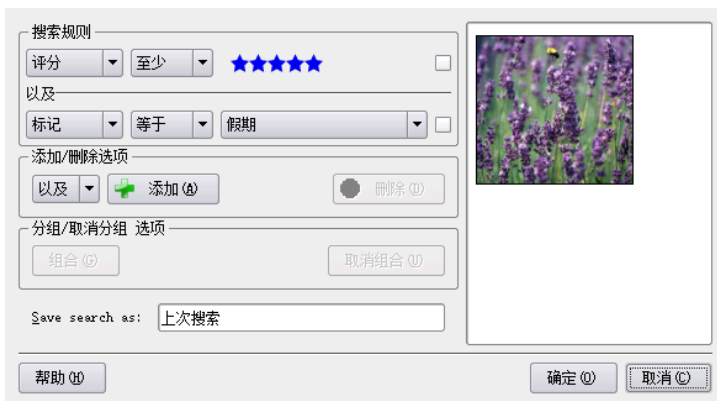 搜索规则
评分 至少
以及
标记 等于 假期
添加/删除选项
以及 添加(A) 删除(D)
分组/取消分组 选项
组合(G) 取消组合(U)
Save search as: 上次搜索
帮助(H) 确定(O) 取消(C)